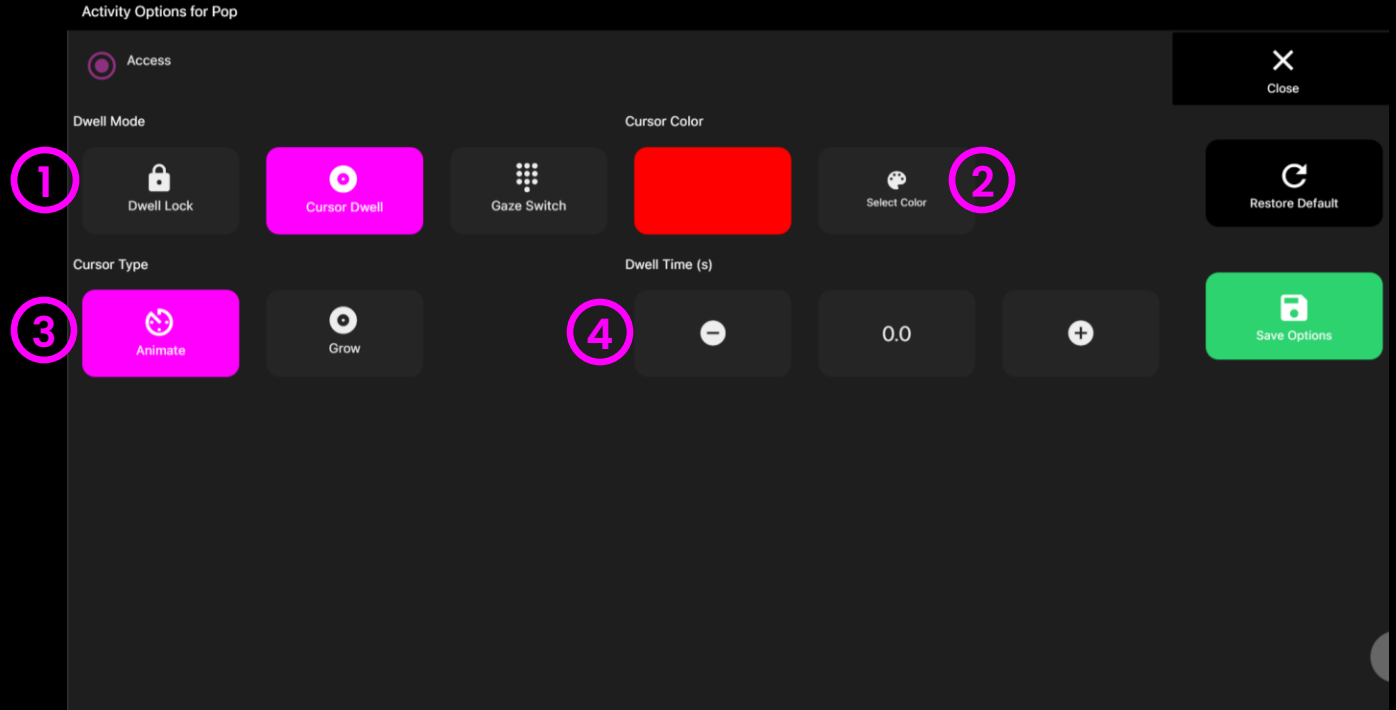 Activity Options for Pop
Access
Close
Dwell Mode
Cursor Color
1
Dwell Lock
Cursor Dwell
Gaze Switch
Select Color
2
Restore Default
Cursor Type
Dwell Time (s)
3
Animate
Grow
4
0.0
Save Options